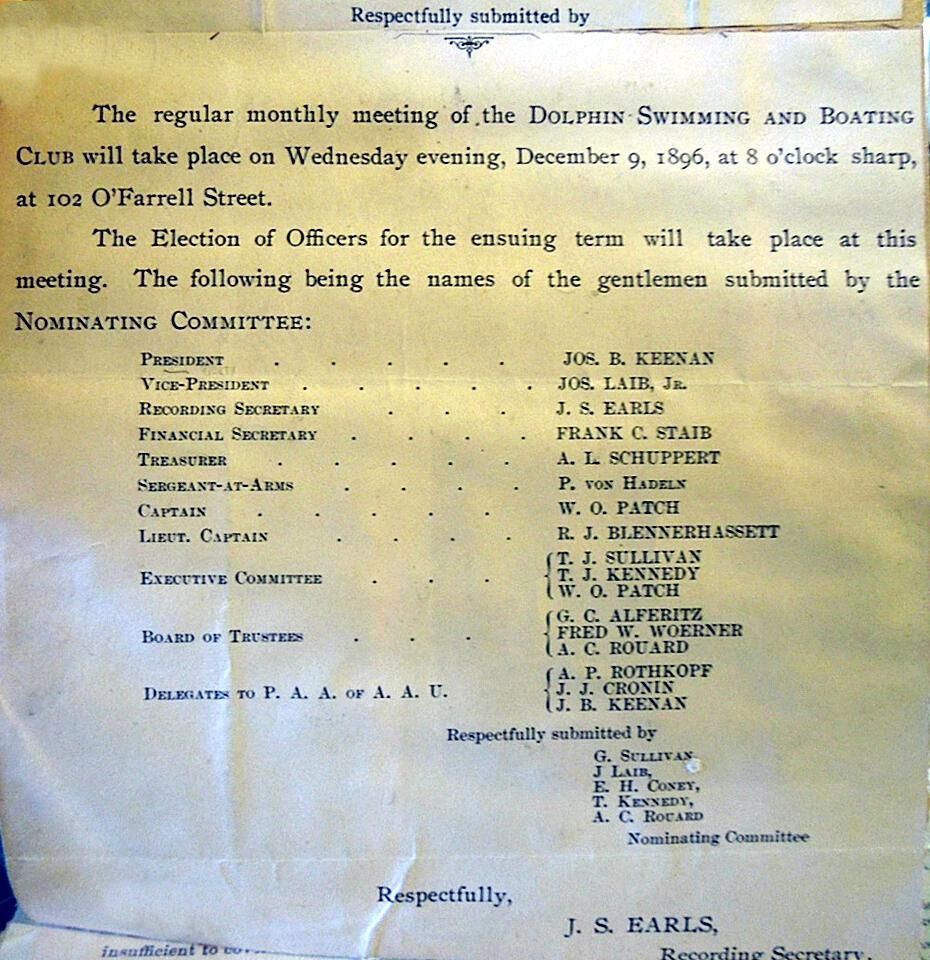 Respectfully submitted by
The regular monthly meeting of the DOLPHIN SWIMMING AND BOATING
CLUB will take place on Wednesday evening, December 9, 1896, at 8 o'clock sharp,
at 102 O'Farrell Street.
The Election of Officers for the ensuing term will take place at this
meeting. The following being the names of the gentlemen submitted by the
NOMINATING COMMITTEE:
PRESIDENT . . . . . JOS. B. KEENAN
VICE-PRESIDENT . . . . . JOS. LAIB, JR.
RECORDING SECRETARY . . . J. S. EARLS
FINANCIAL SECRETARY . . . . FRANK C. STAIB
TREASURER . . . . . A. L. SCHUPPERT
SERGEANT-AT-ARMS . . . . P. VON HADELN
CAPTAIN . . . . . W. O. PATCH
LIEUT. CAPTAIN . . . . R. J. BLENNERHASSETT
EXECUTIVE COMMITTEE . . . T. J. SULLIVAN
T. J. KENNEDY
W. O. PATCH
BOARD OF TRUSTEES . . . G. C. ALFERITZ
FRED W. WOERNER
A. C. ROUARD
DELEGATES TO P. A. A. OF A. A. U. A. P. ROTHKOPF
J. J. CRONIN
J. B. KEENAN
Respectfully submitted by
G. SULLIVAN
J LAIB,
E. H. CONEY,
T. KENNEDY,
A. C. ROUARD
Nominating Committee
Respectfully,
J. S. EARLS,
Recording Secretary.
insufficient to